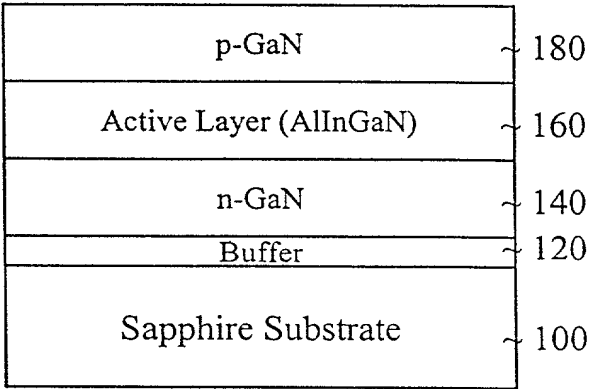 p-GaN ~ 180
Active Layer (AlInGaN) ~ 160
n-GaN ~ 140
Buffer ~ 120
Sapphire Substrate ~ 100